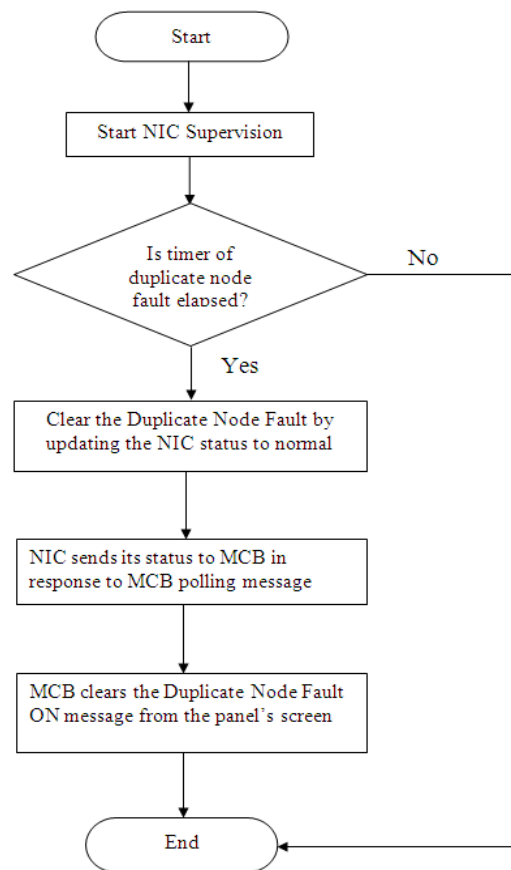 Start
Start NIC Supervision
Is timer of
duplicate node
fault elapsed?
No
Yes
Clear the Duplicate Node Fault by
updating the NIC status to normal
NIC sends its status to MCB in
response to MCB polling message
MCB clears the Duplicate Node Fault
ON message from the panel's screen
End